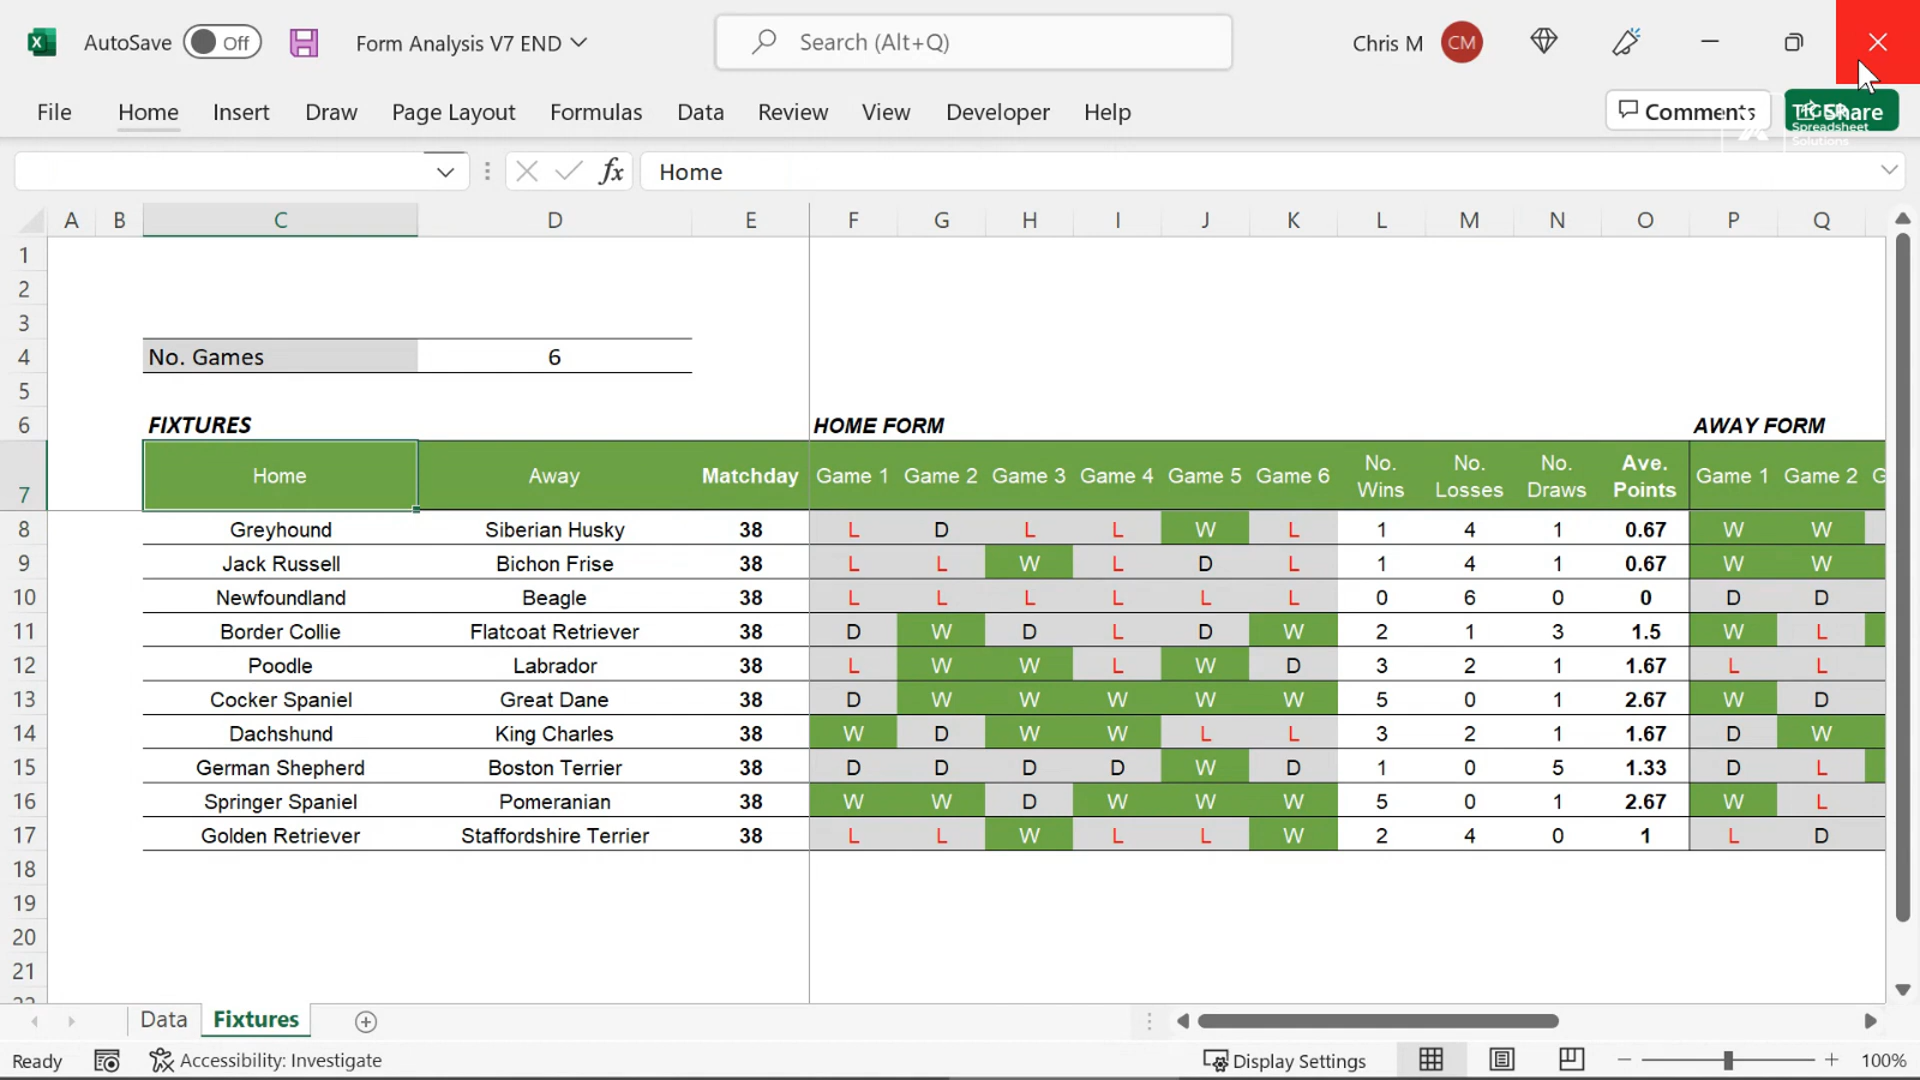 AutoSave Off Form Analysis V7 END Search (Alt+Q) Chris M CM
File Home Insert Draw Page Layout Formulas Data Review View Developer Help Comments Share
TIGER
Spreadsheet
Solutions
fx Home
A B C D E F G H I J K L M N O P Q
1
2
3
4 No. Games 6
5
6 FIXTURES HOME FORM AWAY FORM
7 Home Away Matchday Game 1 Game 2 Game 3 Game 4 Game 5 Game 6 No. Wins No. Losses No. Draws Ave. Points Game 1 Game 2 G
8 Greyhound Siberian Husky 38 L D L L W L 1 4 1 0.67 W W
9 Jack Russell Bichon Frise 38 L L W L D L 1 4 1 0.67 W W
10 Newfoundland Beagle 38 L L L L L L 0 6 0 0 D D
11 Border Collie Flatcoat Retriever 38 D W D L D W 2 1 3 1.5 W L
12 Poodle Labrador 38 L W W L W D 3 2 1 1.67 L L
13 Cocker Spaniel Great Dane 38 D W W W W W 5 0 1 2.67 W D
14 Dachshund King Charles 38 W D W W L L 3 2 1 1.67 D W
15 German Shepherd Boston Terrier 38 D D D D W D 1 0 5 1.33 D L
16 Springer Spaniel Pomeranian 38 W W D W W W 5 0 1 2.67 W L
17 Golden Retriever Staffordshire Terrier 38 L L W L L W 2 4 0 1 L D
18
19
20
21
22
Data Fixtures
Ready Accessibility: Investigate Display Settings 100%